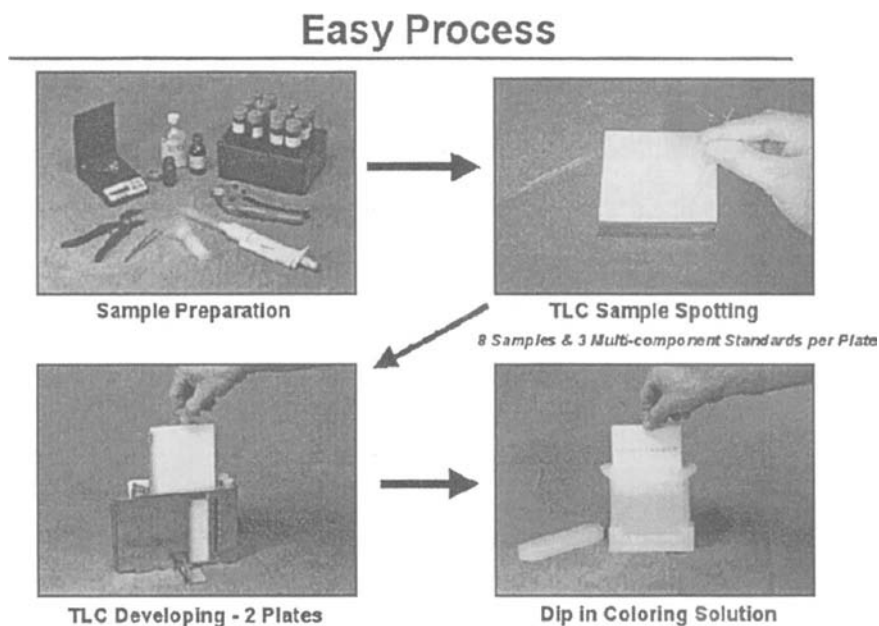 Easy Process
Sample Preparation
TLC Sample Spotting
8 Samples & 3 Multi-component Standards per Plate
TLC Developing - 2 Plates
Dip in Coloring Solution